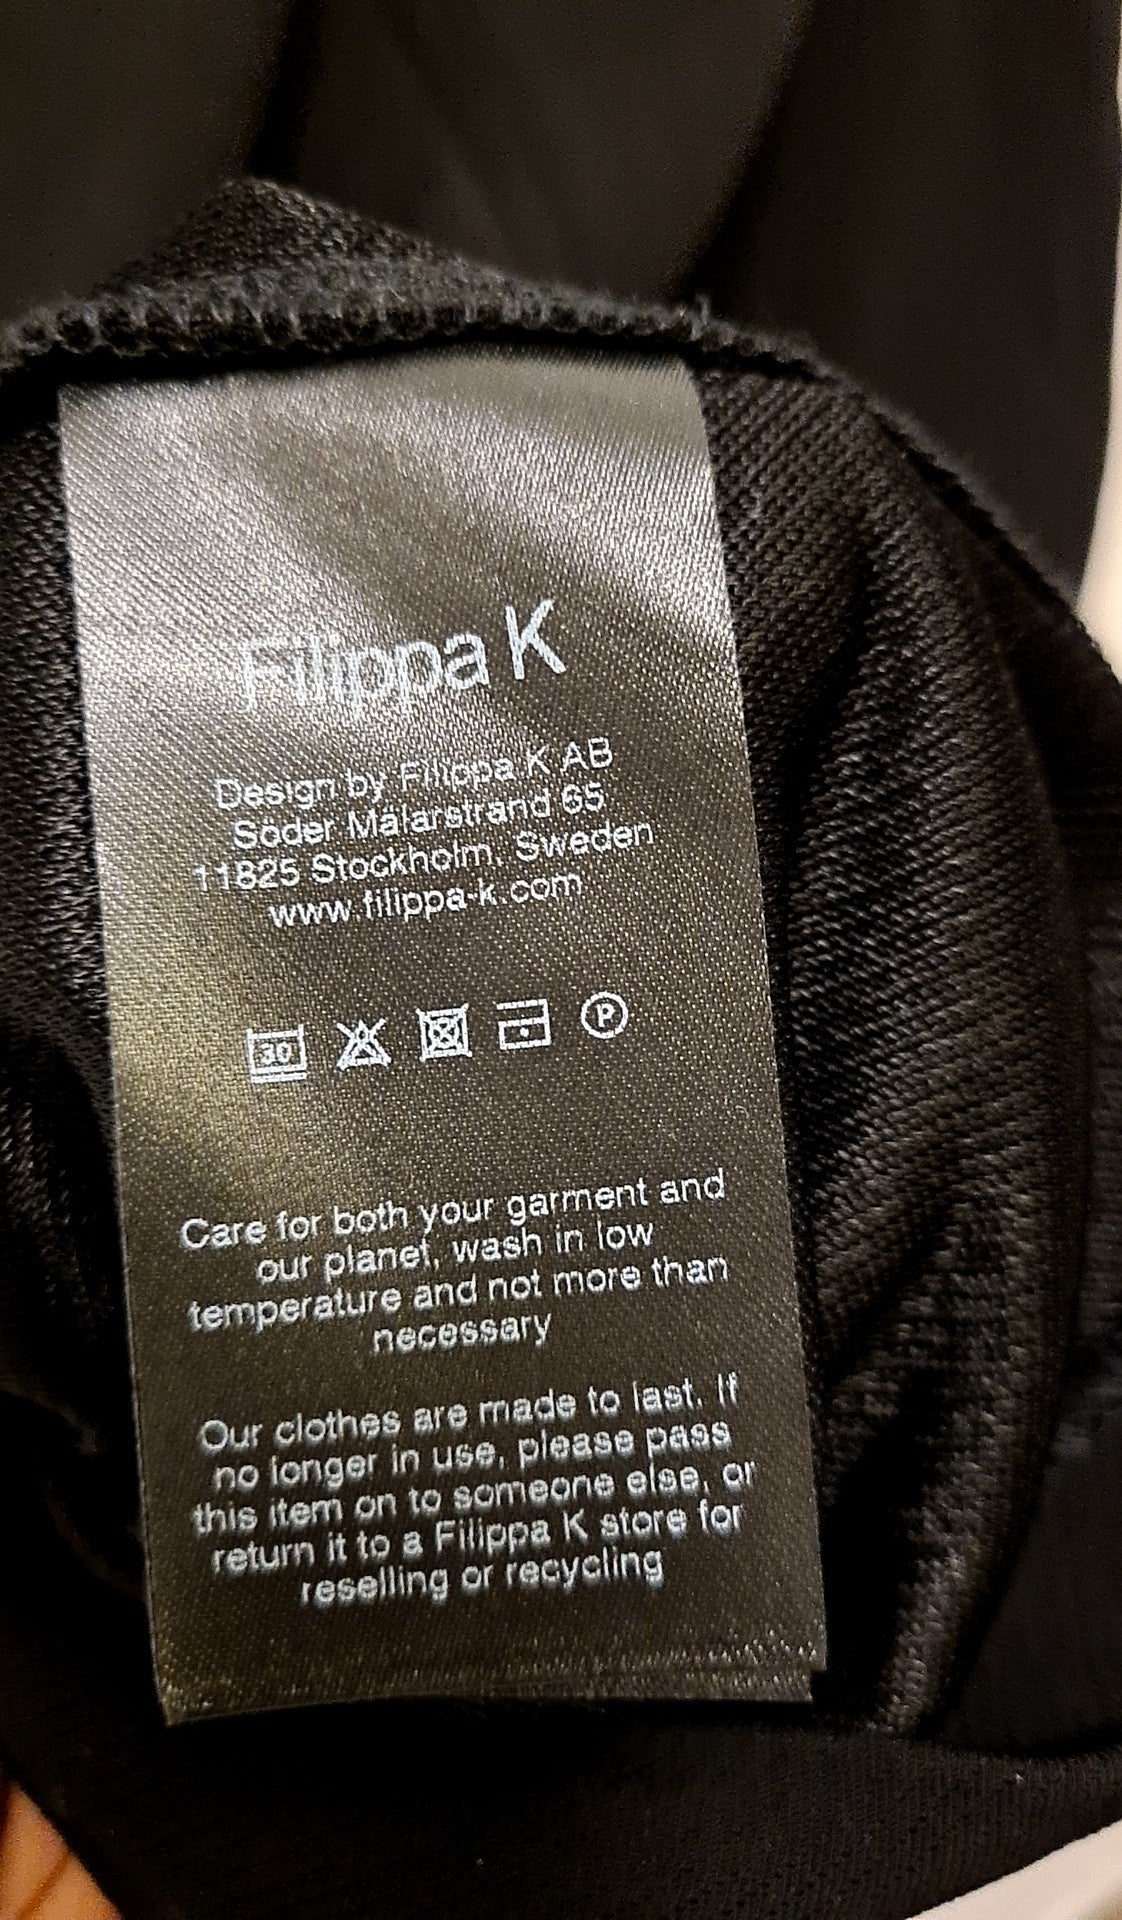 Filippa K
Design by Filippa K AB
Söder Mälarstrand 65
11825 Stockholm, Sweden
www.filippa-k.com
30
P
Care for both your garment and
our planet, wash in low
temperature and not more than
necessary
Our clothes are made to last. If
no longer in use, please pass
this item on to someone else, or
return it to a Filippa K store for
reselling or recycling